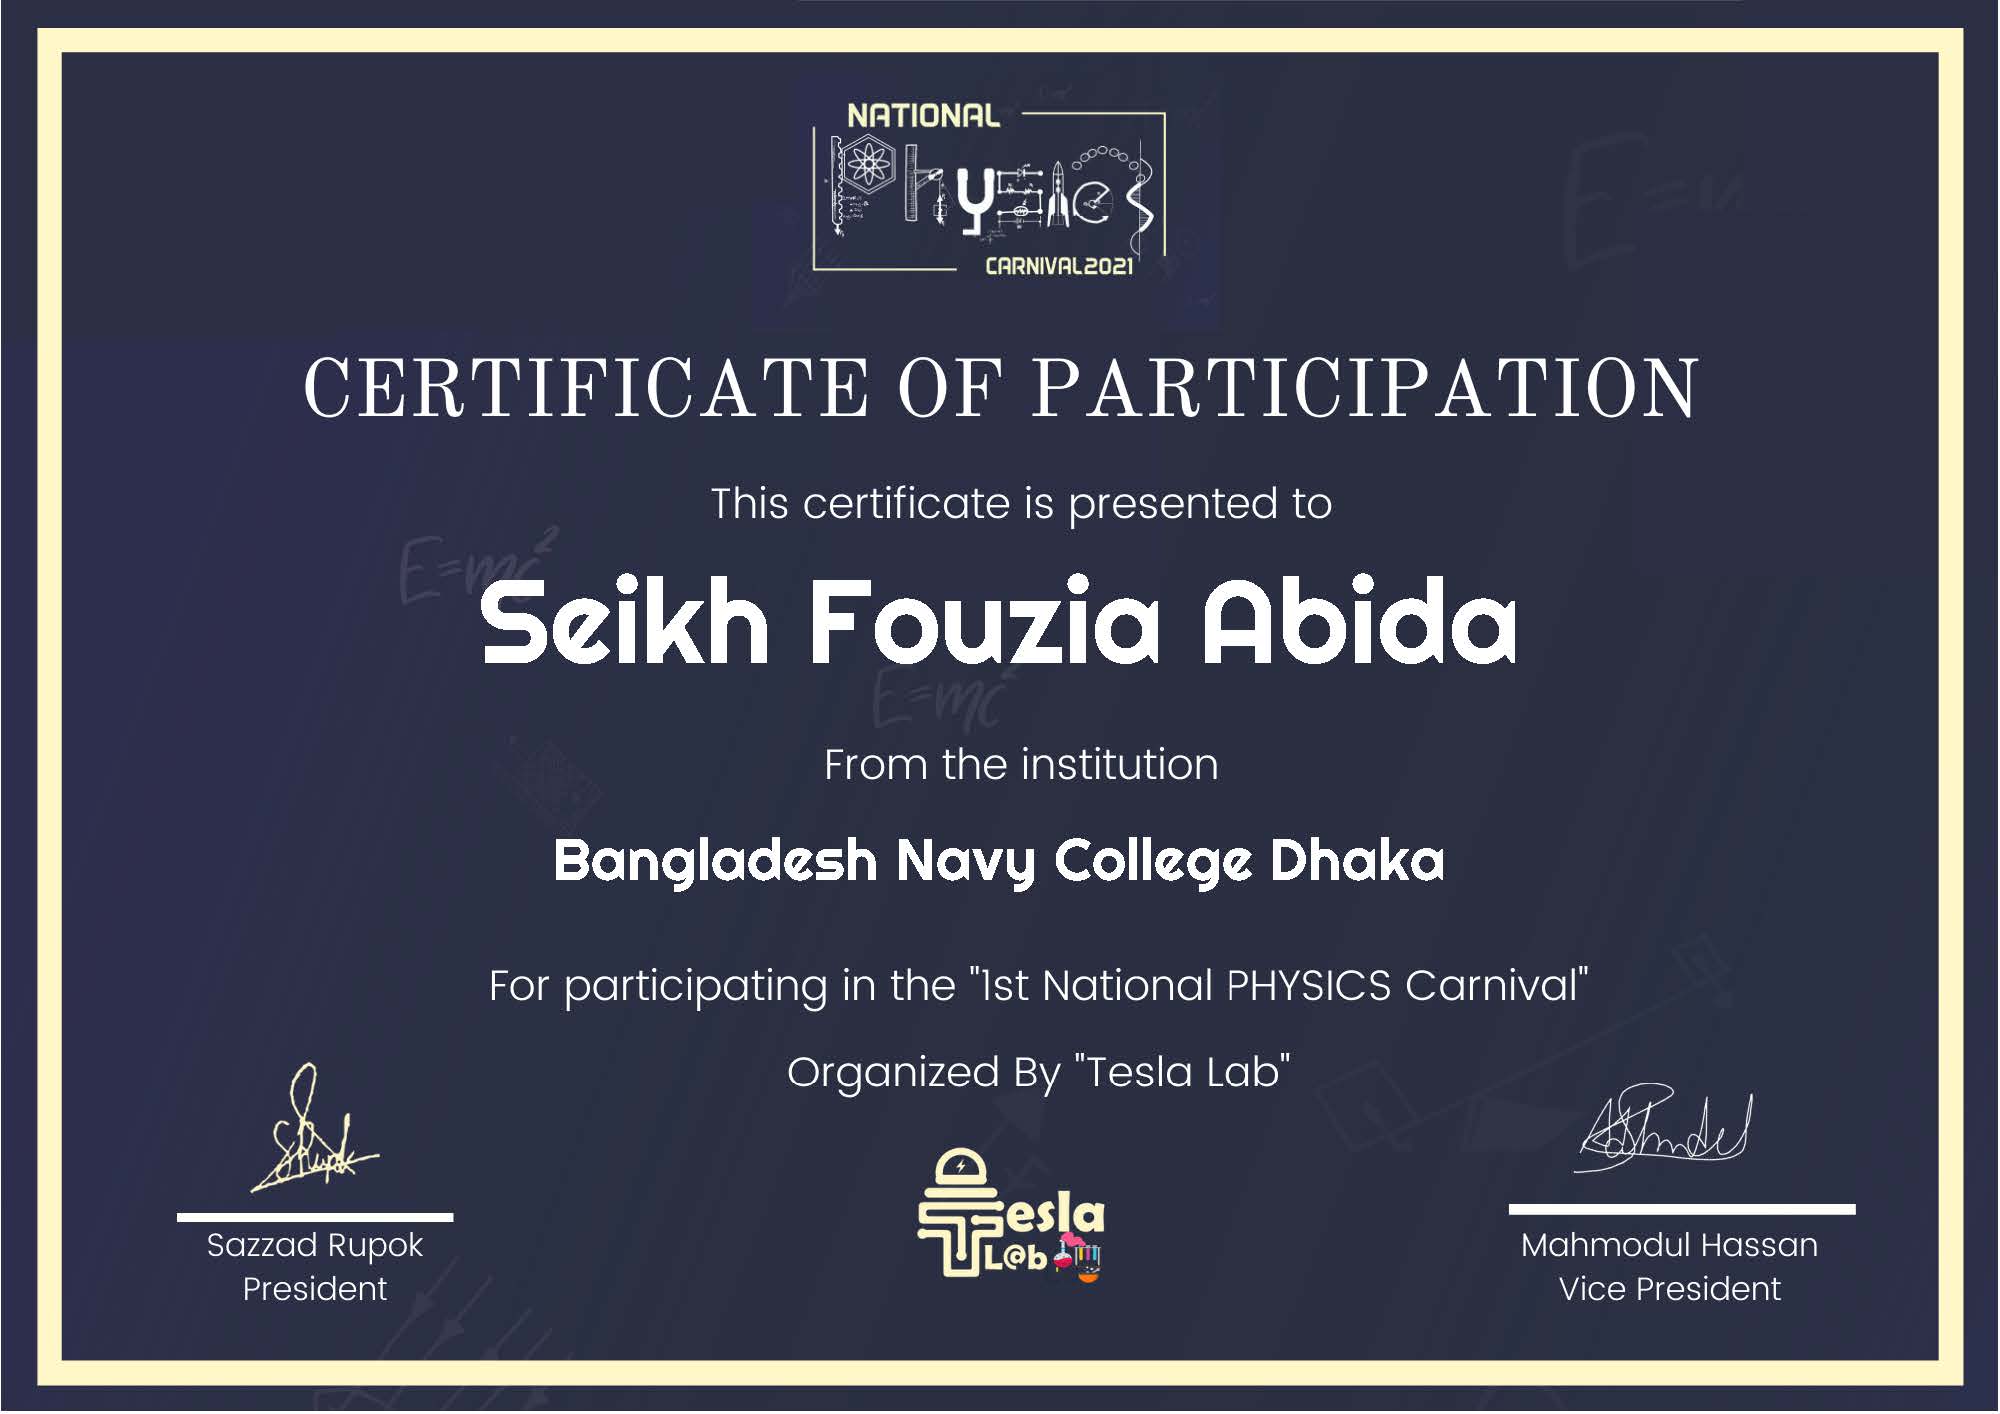 NATIONAL
Physics
CARNIVAL2021
E=m
CERTIFICATE OF PARTICIPATION
This certificate is presented to
E=mc²
Seikh Fouzia Abida
E=mc²
From the institution
Bangladesh Navy College Dhaka
For participating in the "1st National PHYSICS Carnival"
Organized By "Tesla Lab"
Tesla
L@b
Sazzad Rupok
President
Mahmodul Hassan
Vice President